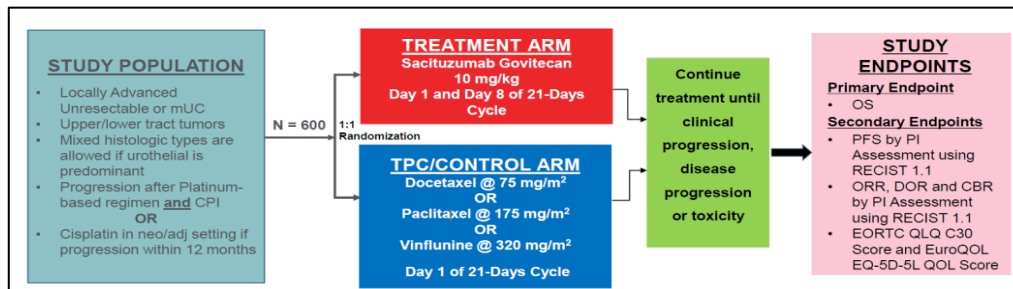 STUDY POPULATION
• Locally Advanced
Unresectable or mUC
• Upper/lower tract tumors
• Mixed histologic types are
allowed if urothelial is
predominant
• Progression after Platinum-
based regimen and CPI
OR
• Cisplatin in neo/adj setting if
progression within 12 months
N = 600
1:1
Randomization
TREATMENT ARM
Sacituzumab Govitecan
10 mg/kg
Day 1 and Day 8 of 21-Days
Cycle
TPC/CONTROL ARM
Docetaxel @ 75 mg/m²
OR
Paclitaxel @ 175 mg/m²
OR
Vinflunine @ 320 mg/m²
Day 1 of 21-Days Cycle
Continue
treatment until
clinical
progression,
disease
progression
or toxicity
STUDY
ENDPOINTS
Primary Endpoint
• OS
Secondary Endpoints
• PFS by PI
Assessment using
RECIST 1.1
• ORR, DOR and CBR
by PI Assessment
using RECIST 1.1
• EORTC QLQ C30
Score and EuroQOL
EQ-5D-5L QOL Score